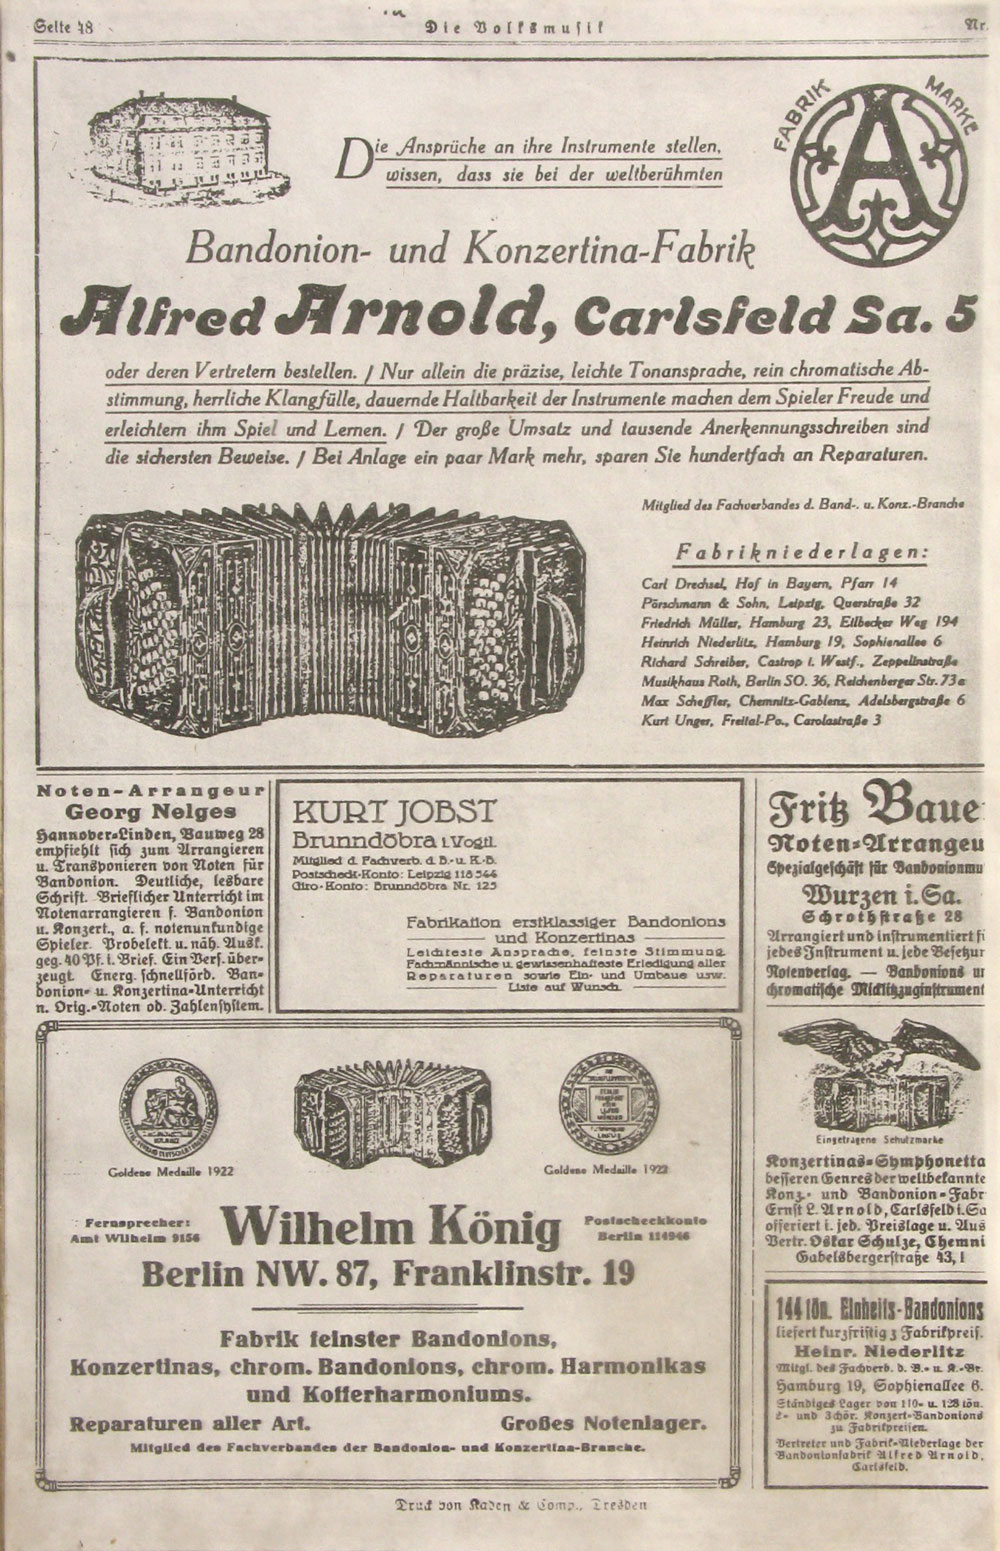 Seite 48
Die Volksmusik
Nr.
FABRIK MARKE
A
Die Ansprüche an ihre Instrumente stellen,
wissen, dass sie bei der weltberühmten
Bandonion- und Konzertina-Fabrik
Alfred Arnold, Carlsfeld Sa. 5
oder deren Vertretern bestellen. / Nur allein die präzise, leichte Tonansprache, rein chromatische Ab-
stimmung, herrliche Klangfülle, dauernde Haltbarkeit der Instrumente machen dem Spieler Freude und
erleichtern ihm Spiel und Lernen. / Der große Umsatz und tausende Anerkennungsschreiben sind
die sichersten Beweise. / Bei Anlage ein paar Mark mehr, sparen Sie hundertfach an Reparaturen.
Mitglied des Fachverbandes d. Band-. u. Konz.-Branche
Fabrikniederlagen:
Carl Drechsel, Hof in Bayern, Pfarr 14
Pörschmann & Sohn, Leipzig, Querstraße 32
Friedrich Müller, Hamburg 23, Eilbecker Weg 194
Heinrich Niederlitz, Hamburg 19, Sophienallee 6
Richard Schreiber, Castrop i. Westf., Zeppelinstraße
Musikhaus Roth, Berlin SO. 36, Reichenberger Str. 73a
Max Scheffler, Chemnitz-Gablenz, Adelsbergstraße 6
Kurt Unger, Freital-Po., Carolastraße 3
Noten-Arrangeur
Georg Nelges
Hannover-Linden, Bauweg 28
empfiehlt sich zum Arrangieren
u. Transponieren von Noten für
Bandonion. Deutliche, lesbare
Schrift. Brieflicher Unterricht im
Notenarrangieren f. Bandonion
u. Konzert., a. f. notenunkundige
Spieler. Probelekt. u. näh. Ausk.
geg. 40 Pf. i. Brief. Ein Vers. über-
zeugt. Energ. schnellförd. Ban-
donion- u. Konzertina-Unterricht
n. Orig.-Noten od. Zahlensystem.
KURT JOBST
Brunndöbra i. Vogtl.
Mitglied d. Fachverb. d. B.- u. K.-B.
Postscheck-Konto: Leipzig 118 544
Giro-Konto: Brunndöbra Nr. 125
Fabrikation erstklassiger Bandonions
und Konzertinas
Leichteste Ansprache, feinste Stimmung
Fachmännische u. gewissenhafteste Erledigung aller
Reparaturen sowie Ein- und Umbaue usw.
Liste auf Wunsch.
Fritz Baue
Noten-Arrangeu
Spezialgeschäft für Bandonionmu
Wurzen i. Sa.
Schrothstraße 28
Arrangiert und instrumentiert fü
jedes Instrument u. jede Besetzun
Notenverlag. — Bandonions un
chromatische Micklitzuginstrument
Eingetragene Schutzmarke
Konzertinas-Symphonetta
besseren Genres der weltbekannte
Konz.- und Bandonion-Fabr
Ernst L. Arnold, Carlsfeld i. Sa
offeriert i. jed. Preislage u. Aus
Vertr. Oskar Schulze, Chemni
Gabelsbergerstraße 43, I
144 tön. Einheits-Bandonions
liefert kurzfristig z Fabrikpreis.
Heinr. Niederlitz
Mitgl. des Fachverb. d. B.- u. K.-Br.
Hamburg 19, Sophienallee 6.
Ständiges Lager von 110- u. 128 tön.
2- und 3chör. Konzert-Bandonions
zu Fabrikpreisen.
Vertreter und Fabrik-Niederlage der
Bandonionfabrik Alfred Arnold,
Carlsfeld.
Goldene Medaille 1922
Goldene Medaille 1922
Fernsprecher:
Amt Wilhelm 9156
Wilhelm König
Postscheckkonto
Berlin 114946
Berlin NW. 87, Franklinstr. 19
Fabrik feinster Bandonions,
Konzertinas, chrom. Bandonions, chrom. Harmonikas
und Kofferharmoniums.
Reparaturen aller Art.
Großes Notenlager.
Mitglied des Fachverbandes der Bandonion- und Konzertina-Branche.
Druck von Kaden & Comp., Dresden